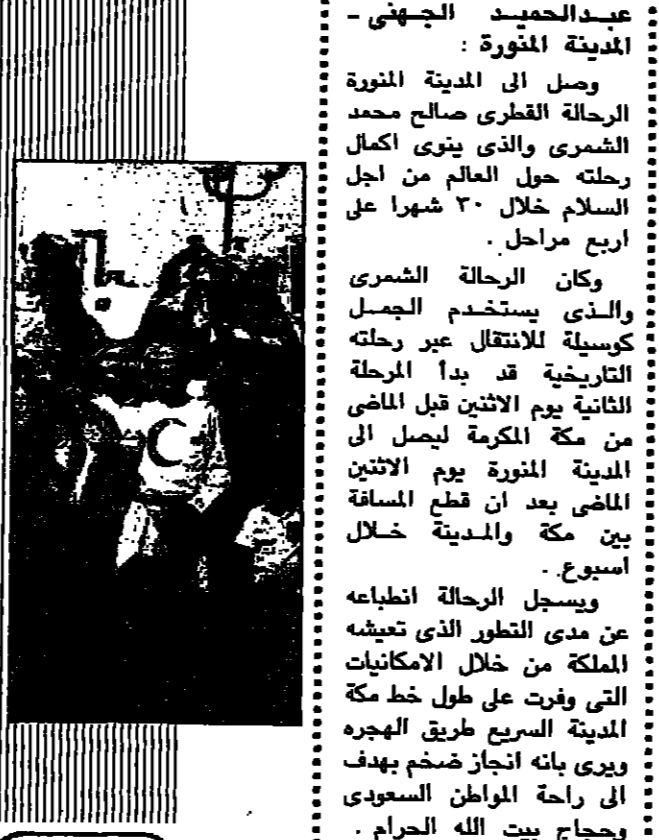 عبدالحميد الجهنى -
المدينة المنورة :
وصل الى المدينة المنورة
الرحالة القطرى صالح محمد
الشمرى والذى ينوى اكمال
رحلته حول العالم من اجل
السلام خلال ٣٠ شهرا على
اربع مراحل .
وكان الرحالة الشمرى
والذى يستخدم الجمل
كوسيلة للانتقال عبر رحلته
التاريخية قد بدأ المرحلة
الثانية يوم الاثنين قبل الماضى
من مكة المكرمة ليصل الى
المدينة المنورة يوم الاثنين
الماضى بعد ان قطع المسافة
بين مكة والمدينة خلال
اسبوع .
ويسجل الرحالة انطباعه
عن مدى التطور الذى تعيشه
المملكة من خلال الامكانيات
التى وفرت على طول خط مكة
المدينة السريع طريق الهجره
ويرى بانه انجاز ضخم بهدف
الى راحة المواطن السعودى
وحجاج بيت الله الحرام .